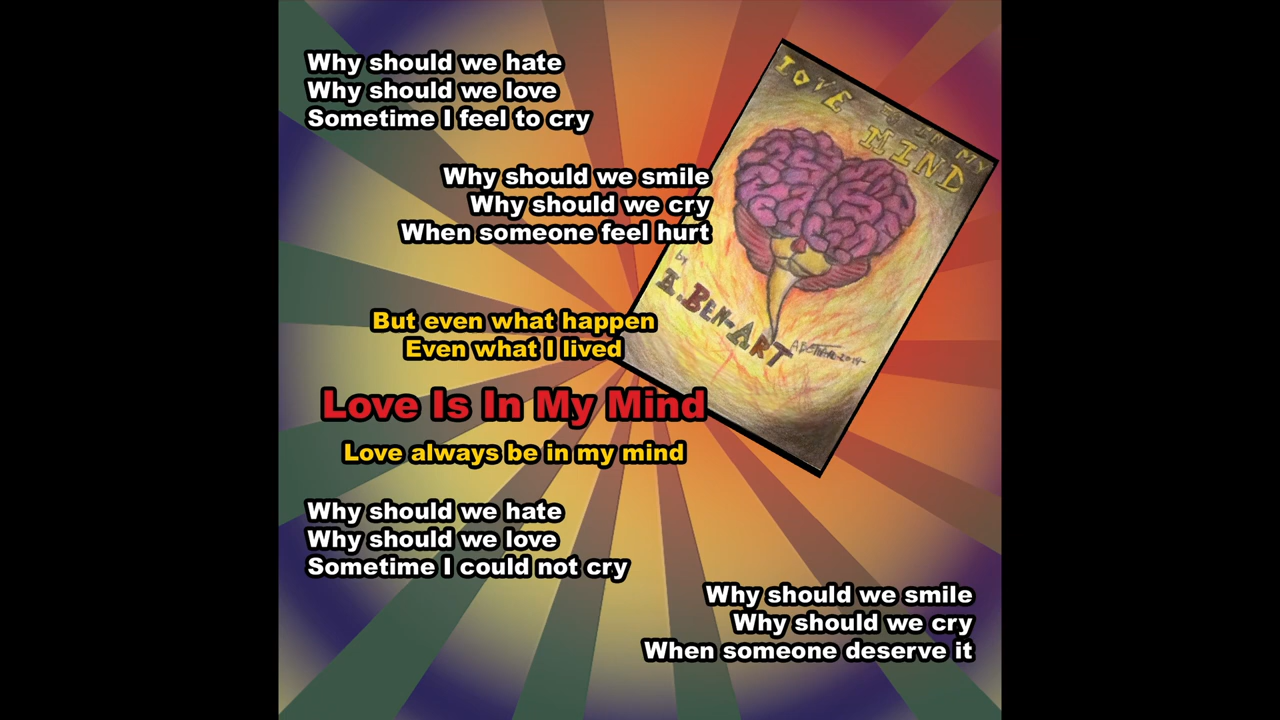 Why should we hate
Why should we love
Sometime I feel to cry
Why should we smile
Why should we cry
When someone feel hurt
But even what happen
Even what I lived
Love Is In My Mind
Love always be in my mind
Why should we hate
Why should we love
Sometime I could not cry
Why should we smile
Why should we cry
When someone deserve it
LOVE IS IN MY
MIND
by
A.BEN-ART